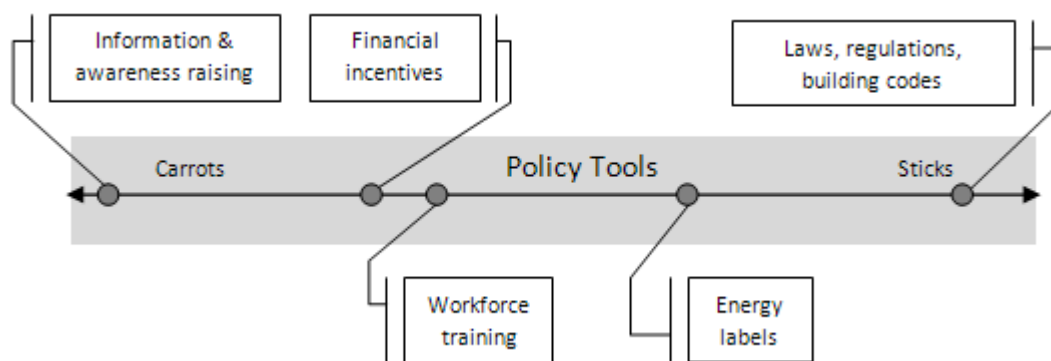 Information &
awareness raising
Financial
incentives
Laws, regulations,
building codes
Carrots
Policy Tools
Sticks
Workforce
training
Energy
labels